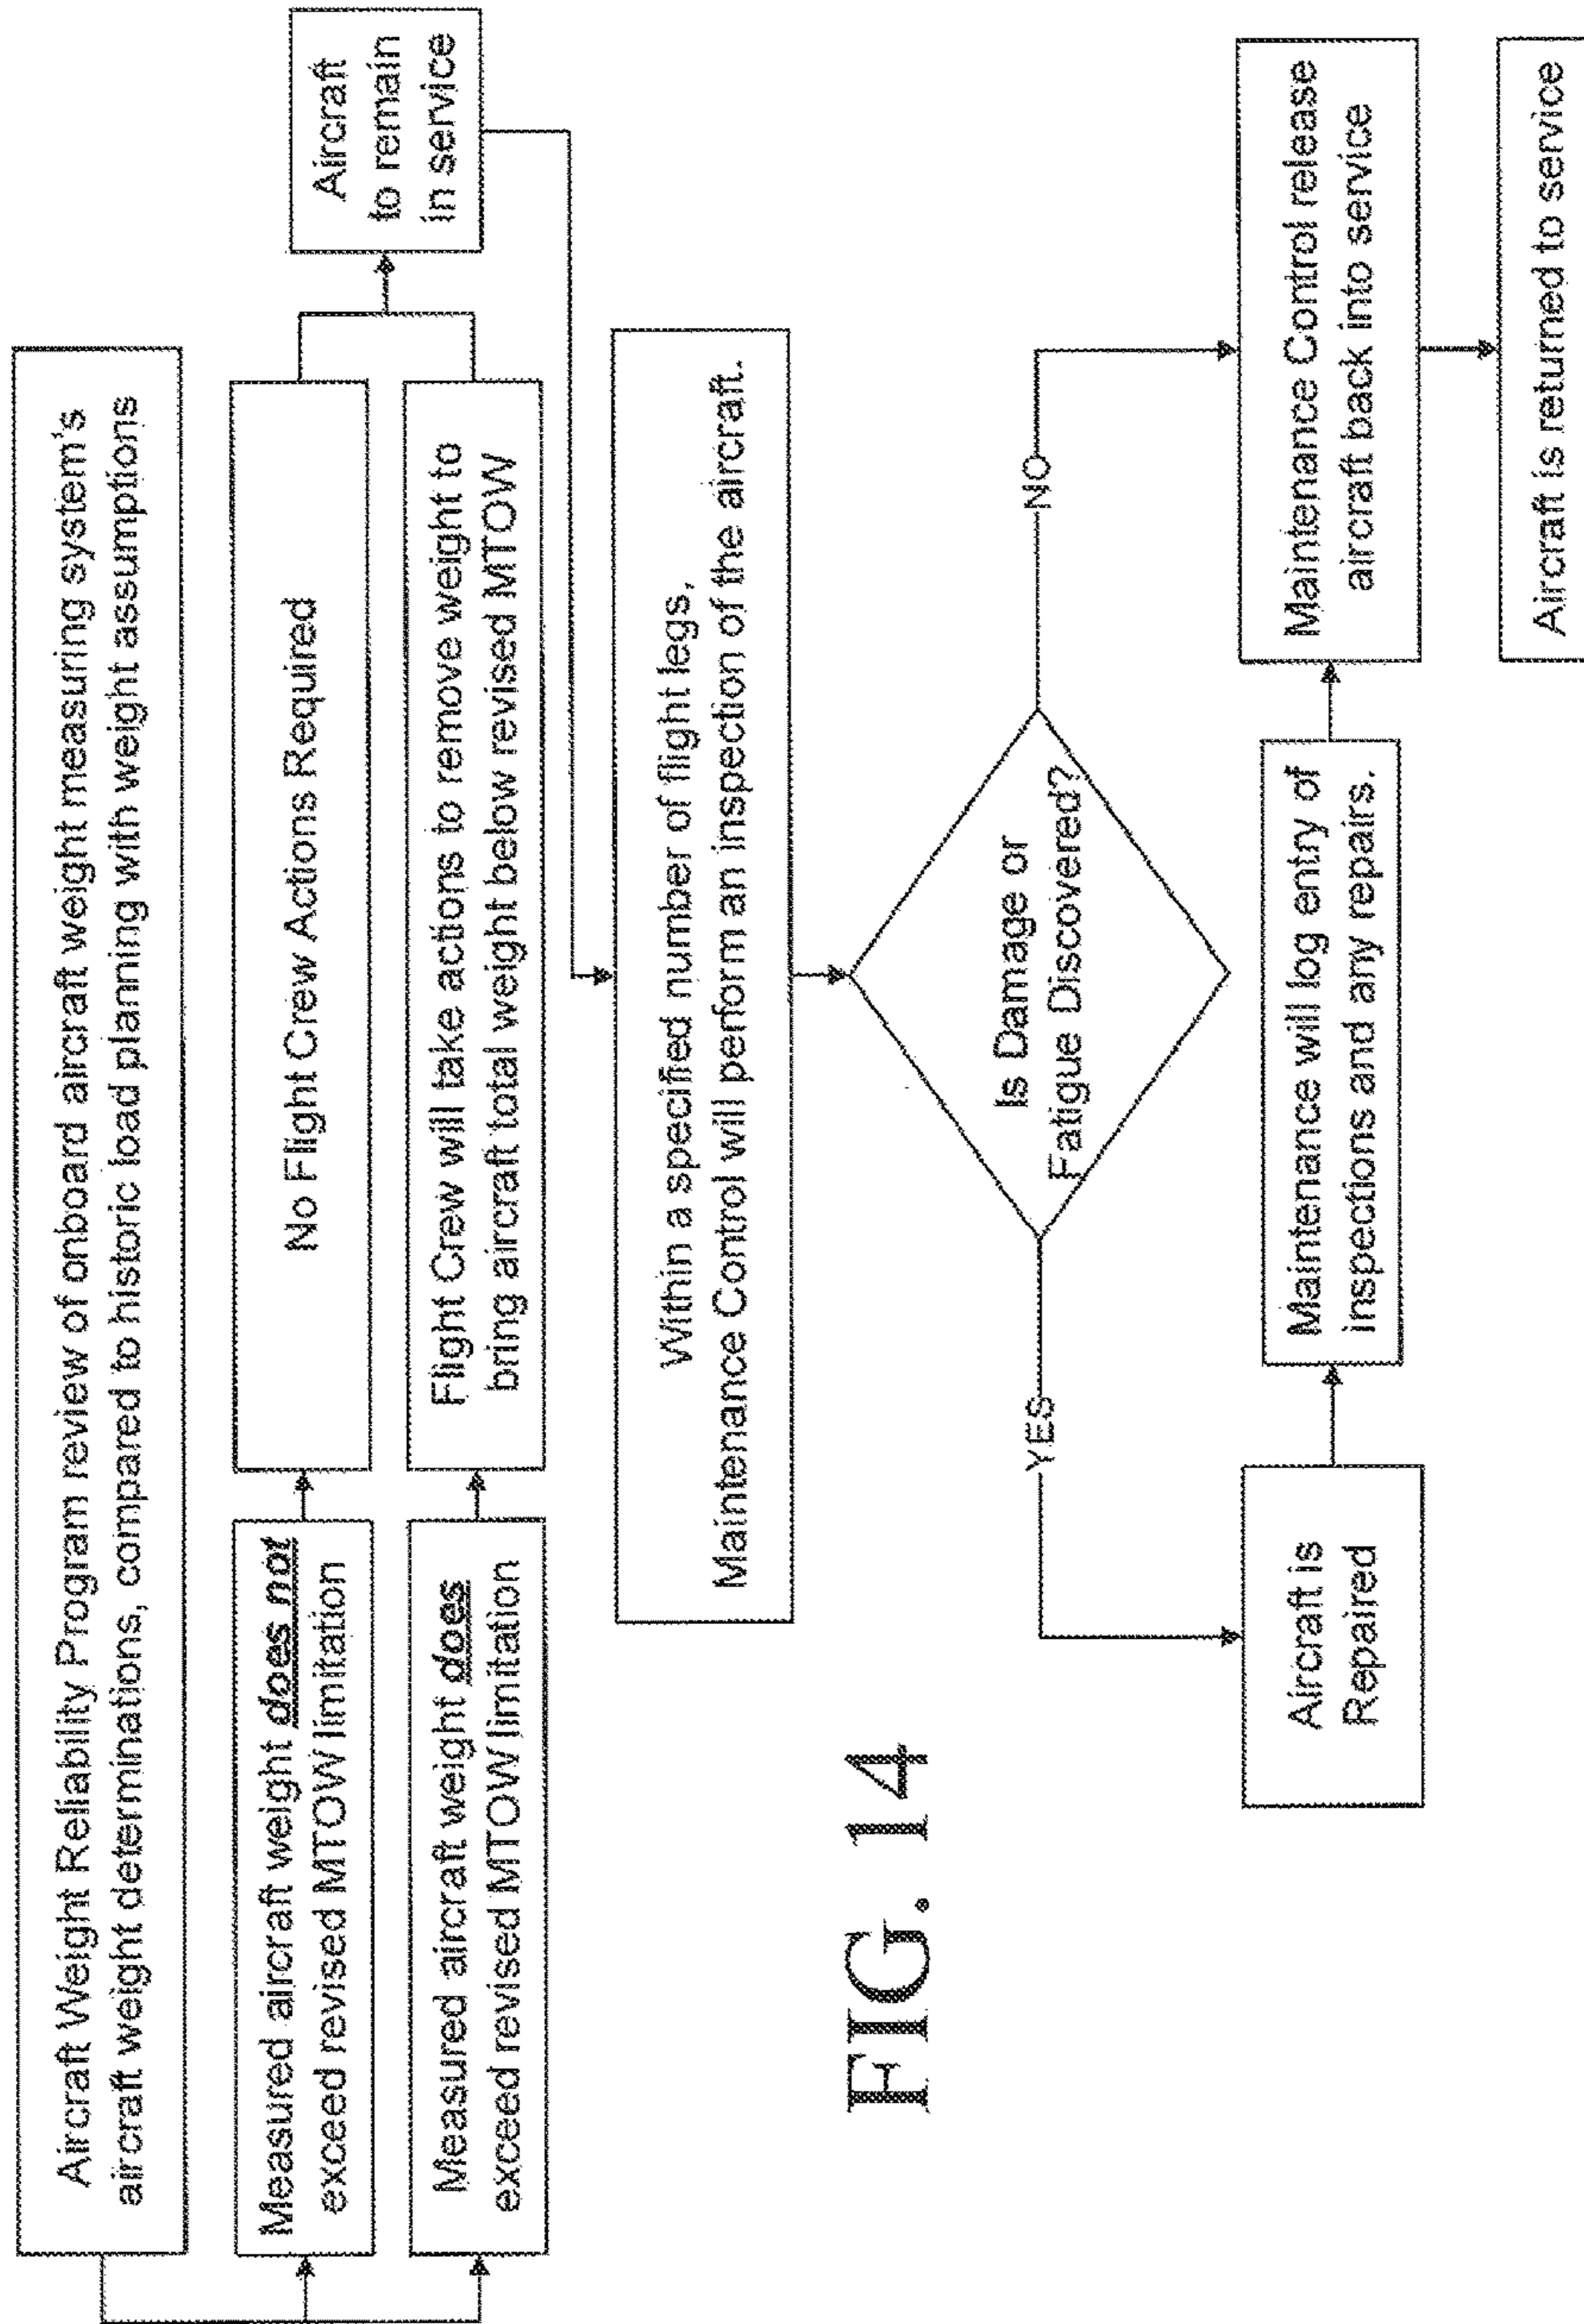 Aircraft Weight Reliability Program review of onboard aircraft weight measuring system's
aircraft weight determinations, compared to historic load planning with weight assumptions
Measured aircraft weight does not
exceed revised MTOW limitation
No Flight Crew Actions Required
Measured aircraft weight does
exceed revised MTOW limitation
Flight Crew will take actions to remove weight to
bring aircraft total weight below revised MTOW
Aircraft
to remain
in service
Within a specified number of flight legs,
Maintenance Control will perform an inspection of the aircraft.
Is Damage or
Fatigue Discovered?
YES
NO
Aircraft is
Repaired
Maintenance will log entry of
inspections and any repairs.
Maintenance Control release
aircraft back into service
Aircraft is returned to service
FIG. 14